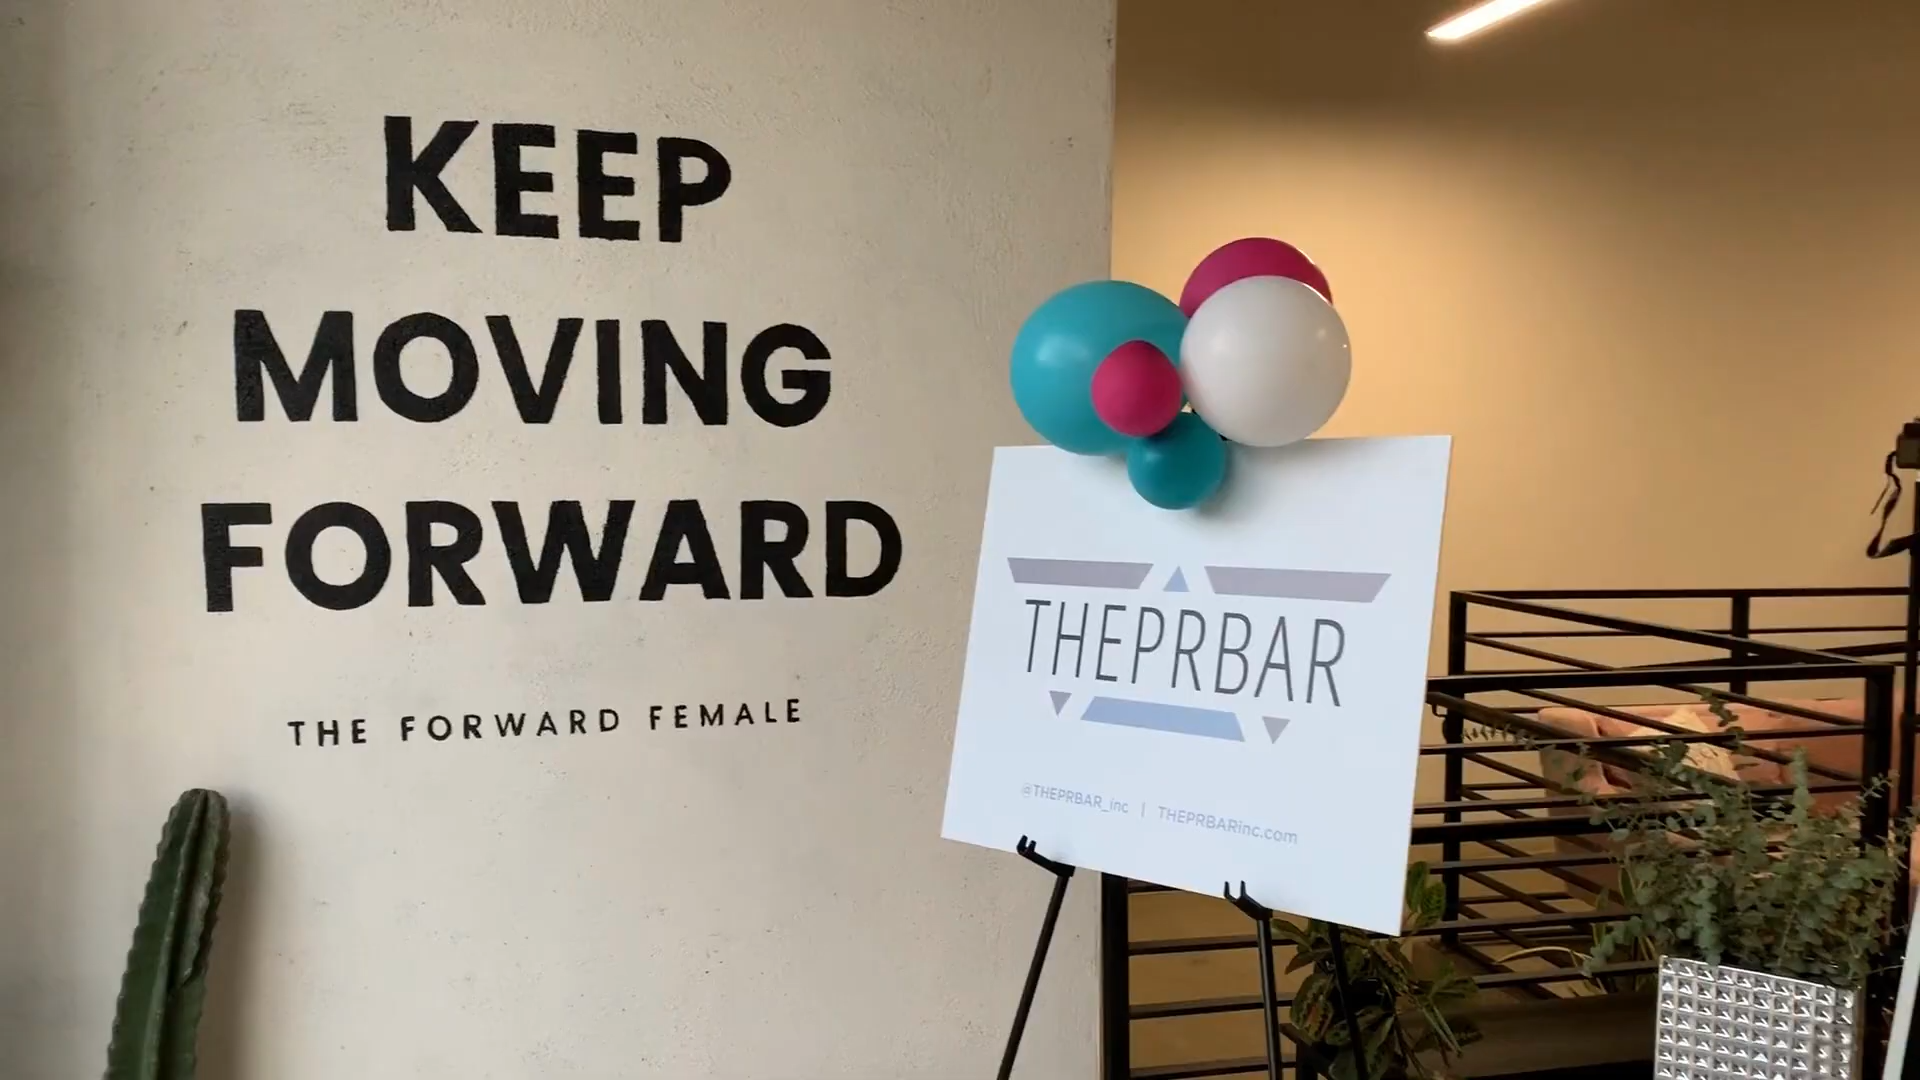 KEEP
MOVING
FORWARD
THE FORWARD FEMALE
THEPRBAR
@THEPRBAR_inc | THEPRBARinc.com